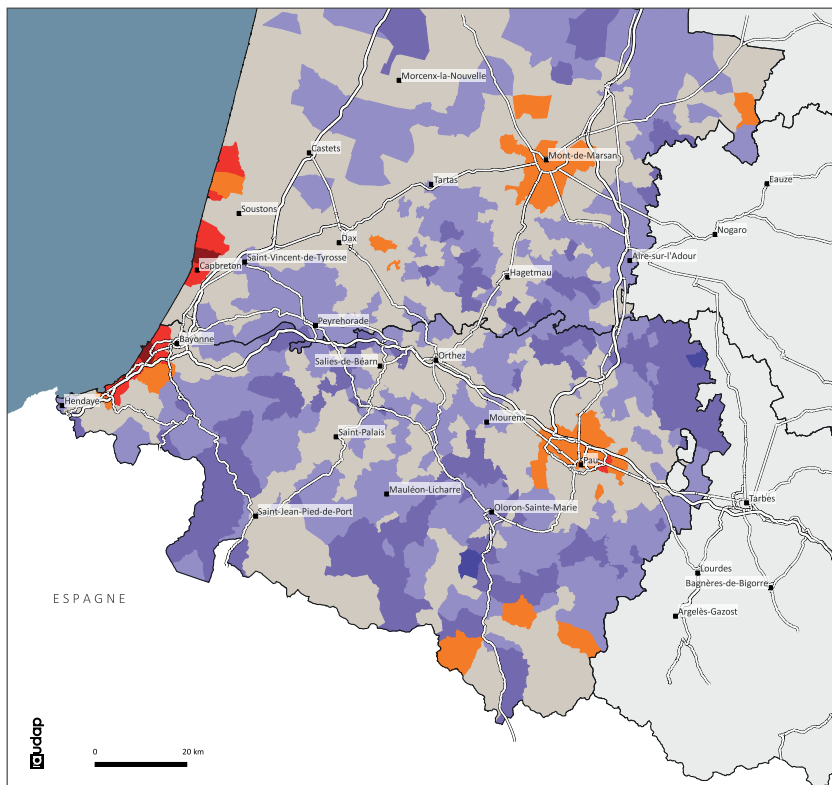 Morcenx-la-Nouvelle
Castets
Mont-de-Marsan
Tartas
Eauze
Soustons
Nogaro
Dax
Saint-Vincent-de-Tyrosse
Aire-sur-l'Adour
Capbreton
Hagetmau
Peyrehorade
Bayonne
Orthez
Salies-de-Béarn
Hendaye
Mourenx
Saint-Palais
Pau
Mauléon-Licharre
Tarbes
Saint-Jean-Pied-de-Port
Oloron-Sainte-Marie
Lourdes
Bagnères-de-Bigorre
ESPAGNE
Argelès-Gazost
audap
0 20 km